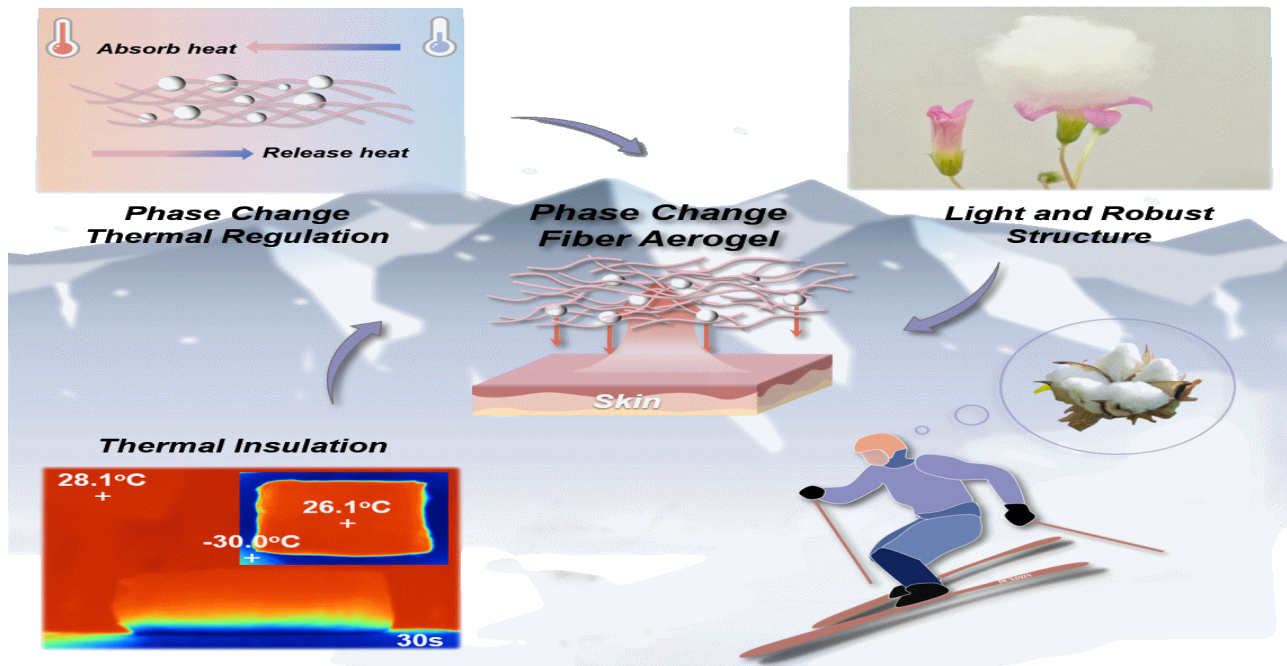 Absorb heat
Release heat
Phase Change
Thermal Regulation
Phase Change
Fiber Aerogel
Light and Robust
Structure
Skin
Thermal Insulation
28.1°C
26.1°C
-30.0°C
30s